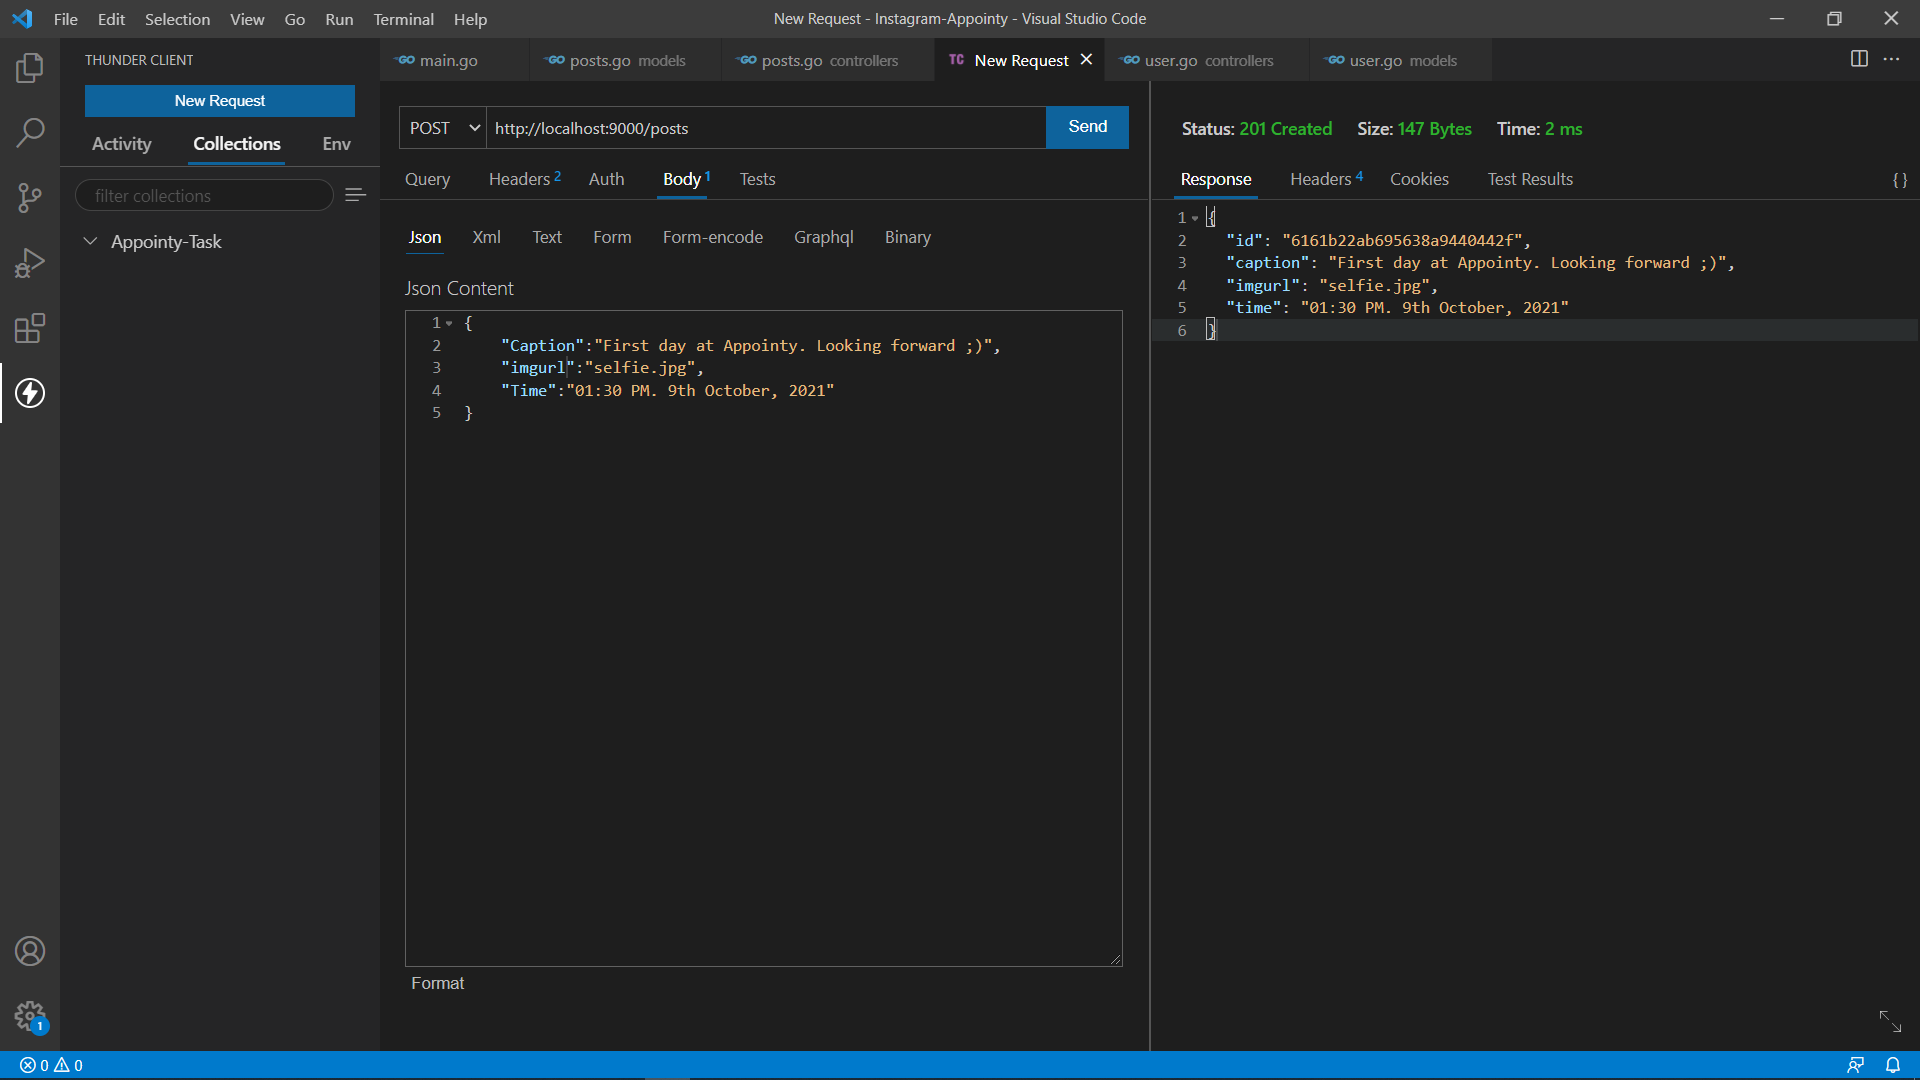 File Edit Selection View Go Run Terminal Help
New Request - Instagram-Appointy - Visual Studio Code
THUNDER CLIENT
New Request
Activity Collections Env
filter collections
Appointy-Task
GO main.go
GO posts.go models
GO posts.go controllers
TC New Request
GO user.go controllers
GO user.go models
POST http://localhost:9000/posts Send
Query Headers 2 Auth Body 1 Tests
Json Xml Text Form Form-encode Graphql Binary
Json Content
1 {
2 "Caption":"First day at Appointy. Looking forward ;)",
3 "imgurl":"selfie.jpg",
4 "Time":"01:30 PM. 9th October, 2021"
5 }
Format
Status: 201 Created Size: 147 Bytes Time: 2 ms
Response Headers 4 Cookies Test Results { }
1 {
2 "id": "6161b22ab695638a9440442f",
3 "caption": "First day at Appointy. Looking forward ;)",
4 "imgurl": "selfie.jpg",
5 "time": "01:30 PM. 9th October, 2021"
6 }
1
0 0